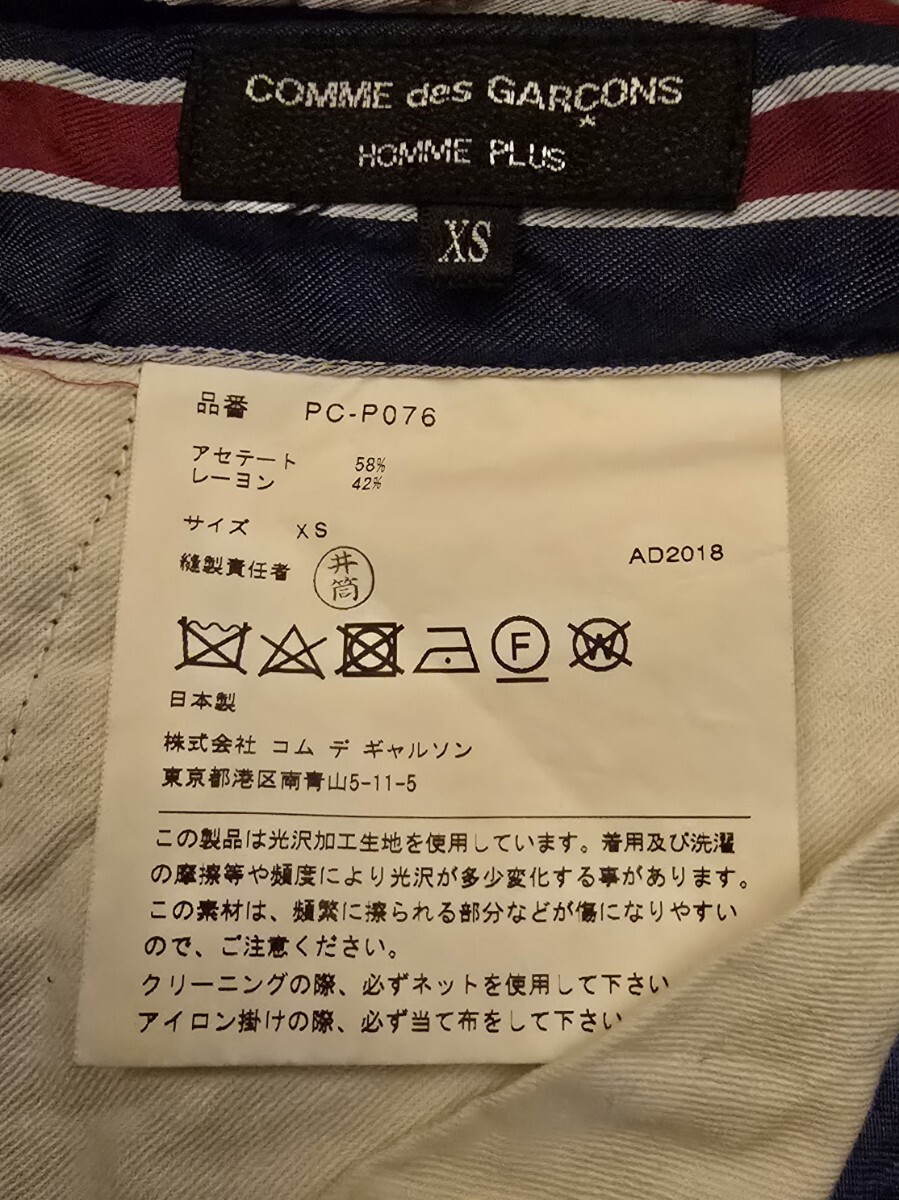 COMME des GARÇONS
HOMME PLUS
XS
品番 PC-P076
アセテート 58%
レーヨン 42%
サイズ XS
縫製責任者 井筒
AD2018
F
W
日本製
株式会社 コム デ ギャルソン
東京都港区南青山5-11-5
この製品は光沢加工生地を使用しています。着用及び洗濯
の摩擦等や頻度により光沢が多少変化する事があります。
この素材は、頻繁に擦られる部分などが傷になりやすい
ので、ご注意ください。
クリーニングの際、必ずネットを使用して下さい
アイロン掛けの際、必ず当て布をして下さい